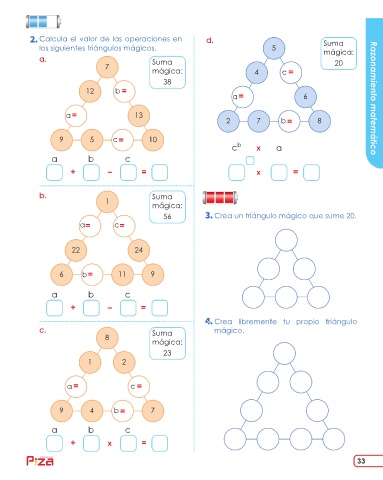 2. Calcula el valor de las operaciones en
los siguientes triángulos mágicos.
a.
7
Suma
mágica:
38
12
b =
a =
13
9
5
c =
10
a b c
+ - =
b.
1
Suma
mágica:
56
a=
c=
22
24
6
b =
11
9
a b c
+ - =
c.
8
Suma
mágica:
23
1
2
a =
c =
9
4
b =
7
a b c
+ x =
d.
5
Suma
mágica:
20
4
c =
a =
6
2
7
b =
8
cᵇ x a
x =
3. Crea un triángulo mágico que sume 20.
4. Crea libremente tu propio triángulo
mágico.
Razonamiento matemático
Piza
33